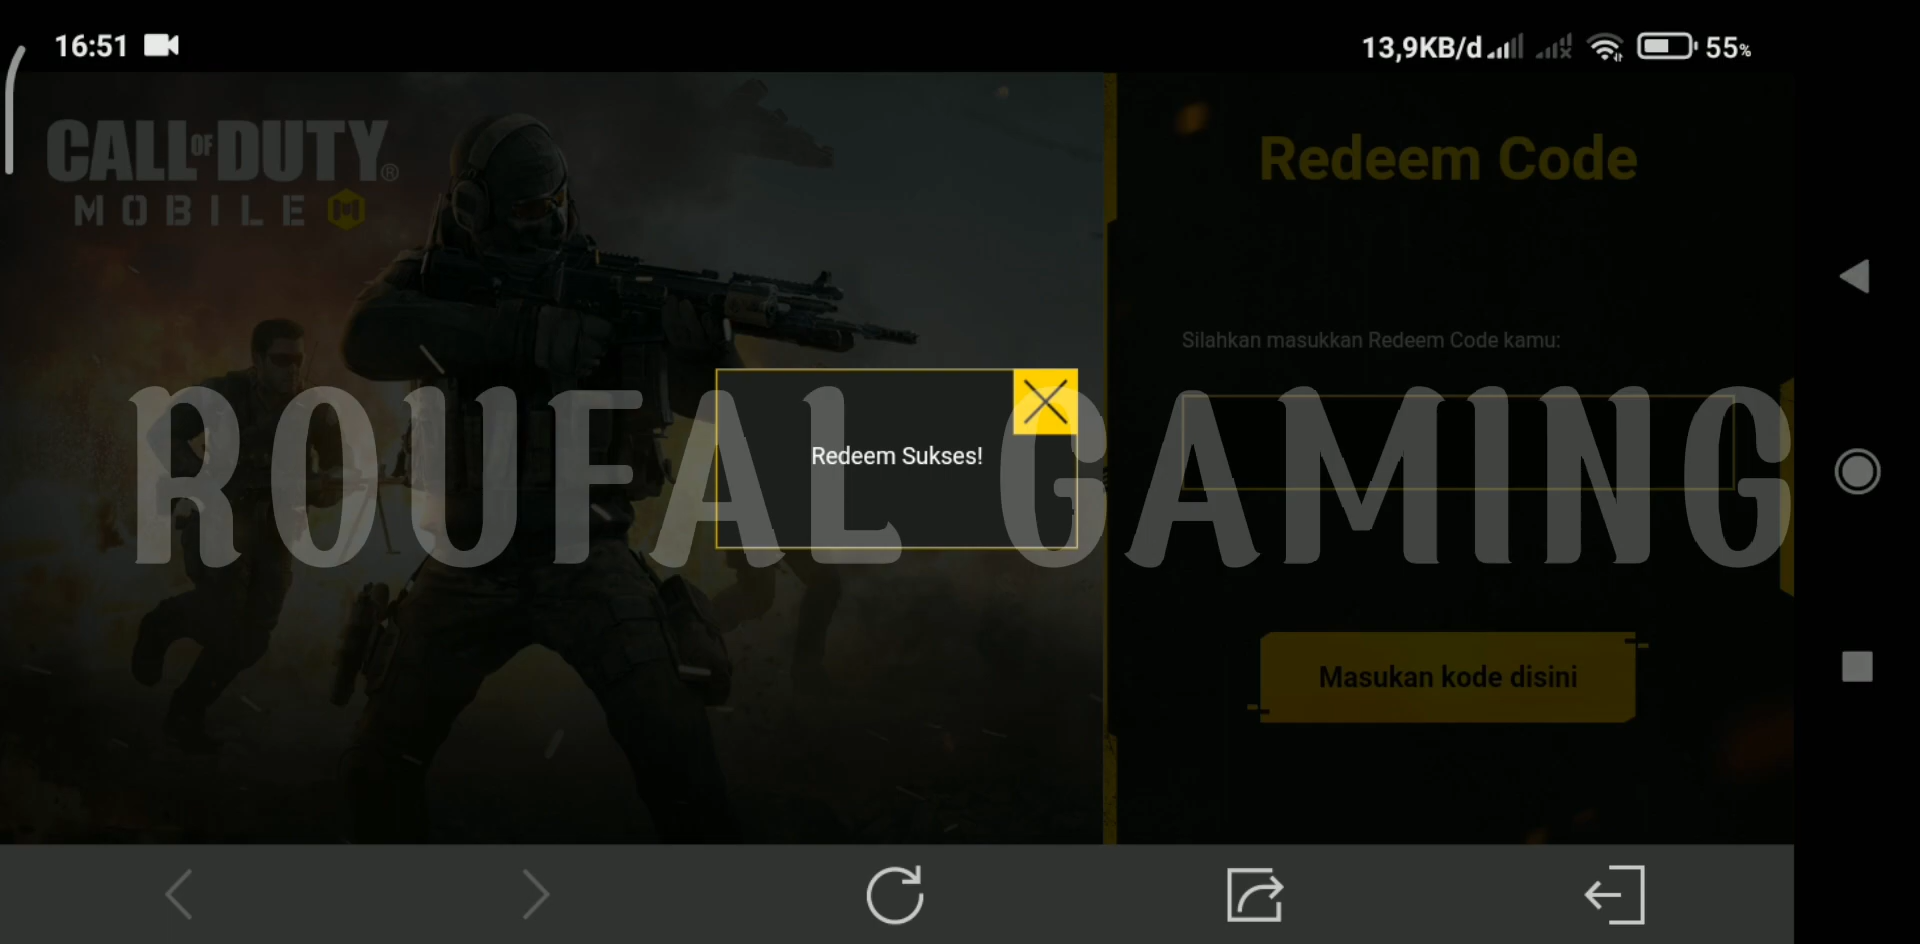 16:51
13,9KB/d
55%
CALL OF DUTY®
MOBILE
Redeem Code
Silahkan masukkan Redeem Code kamu:
Redeem Sukses!
ROUFAL GAMING
Masukan kode disini